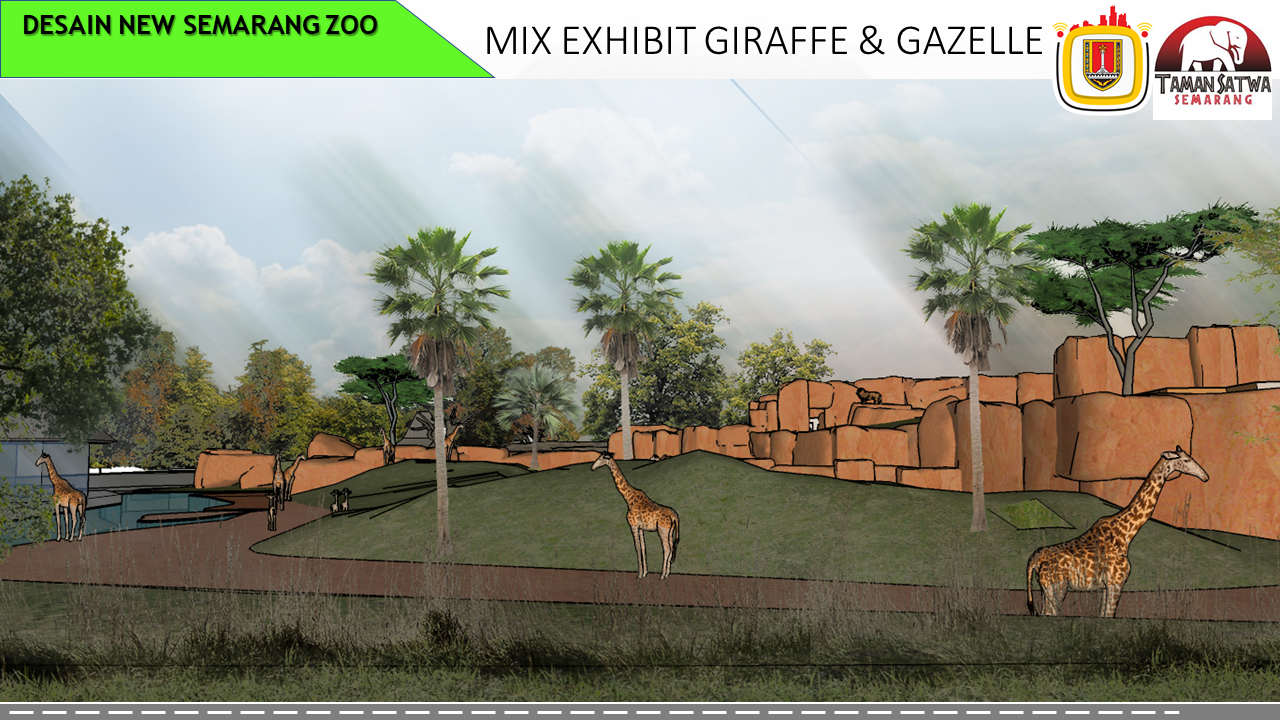 DESAIN NEW SEMARANG ZOO
MIX EXHIBIT GIRAFFE & GAZELLE
TAMAN SATWA
SEMARANG